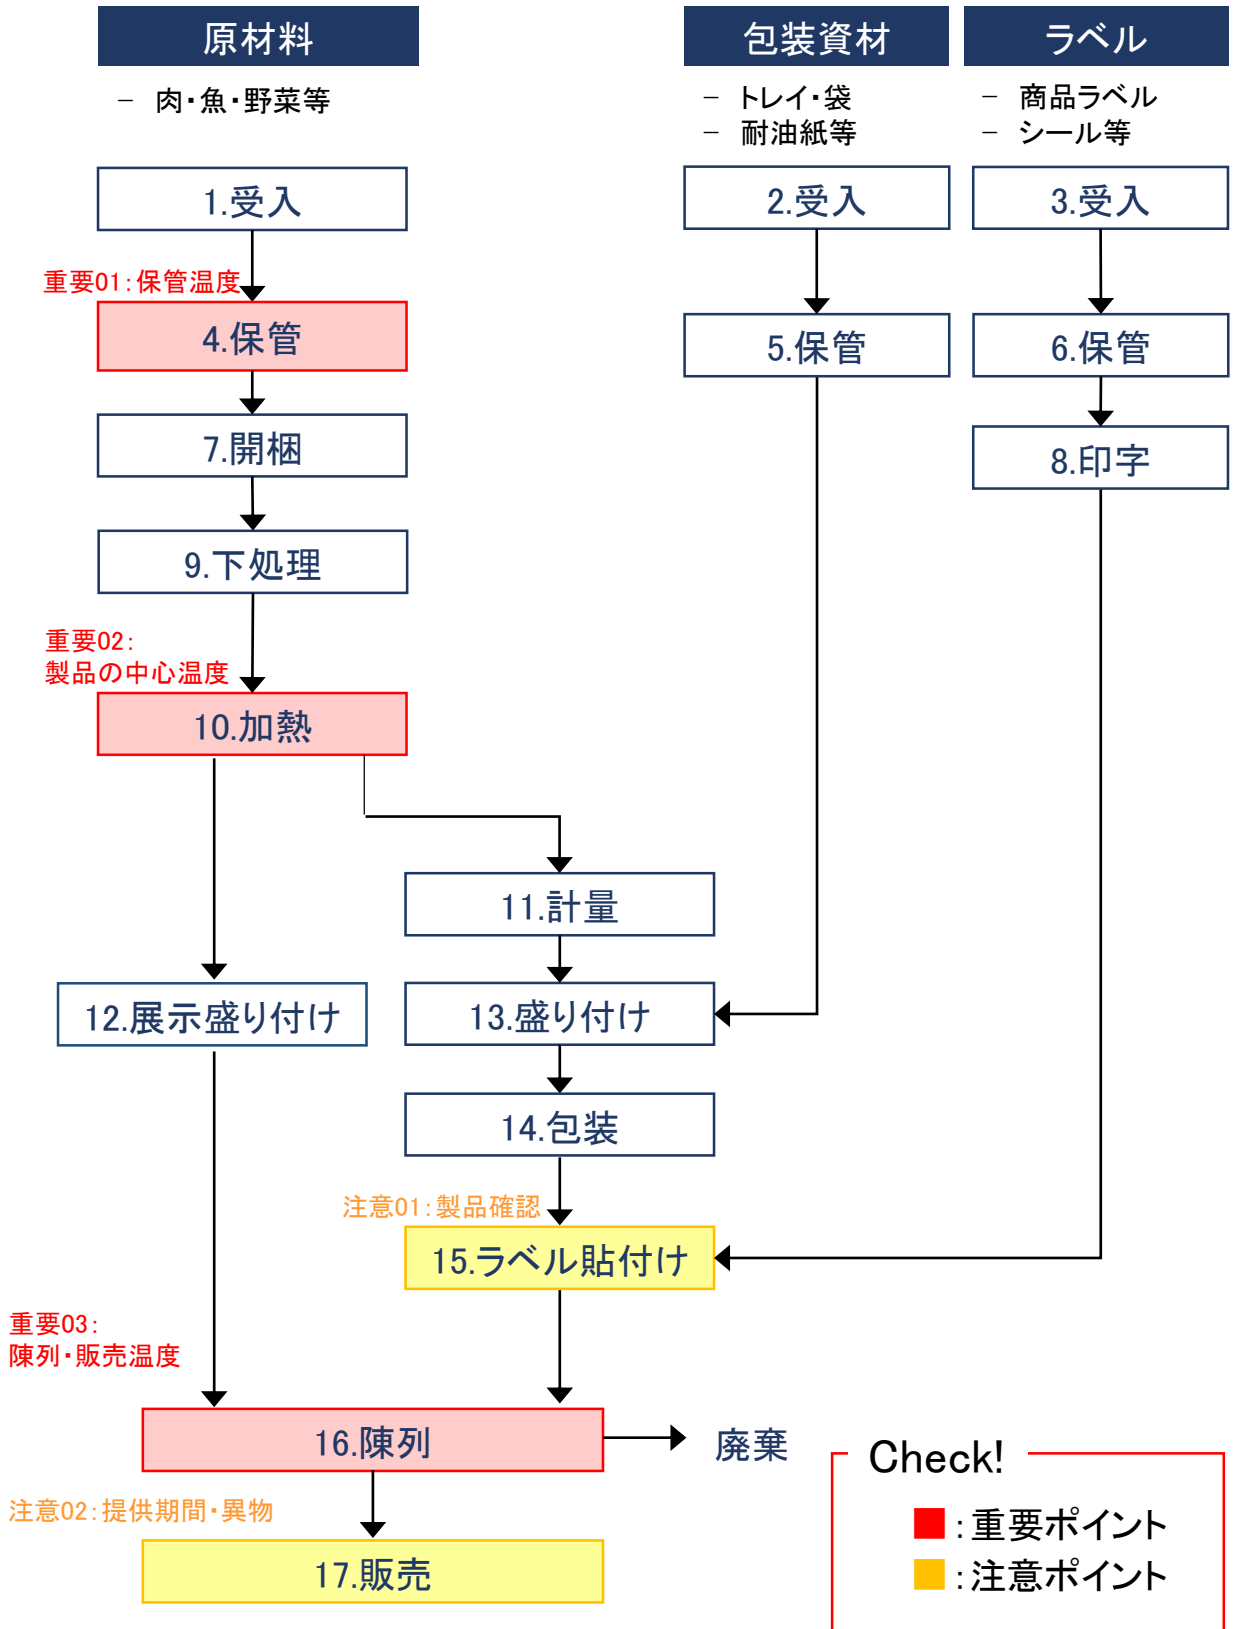 原材料
包装資材
ラベル
− 肉・魚・野菜等
− トレイ・袋
− 耐油紙等
− 商品ラベル
− シール等
1.受入
2.受入
3.受入
重要01：保管温度
4.保管
5.保管
6.保管
7.開梱
8.印字
9.下処理
重要02：
製品の中心温度
10.加熱
11.計量
12.展示盛り付け
13.盛り付け
14.包装
注意01：製品確認
15.ラベル貼付け
重要03：
陳列・販売温度
16.陳列
廃棄
注意02：提供期間・異物
17.販売
Check!
■：重要ポイント
■：注意ポイント